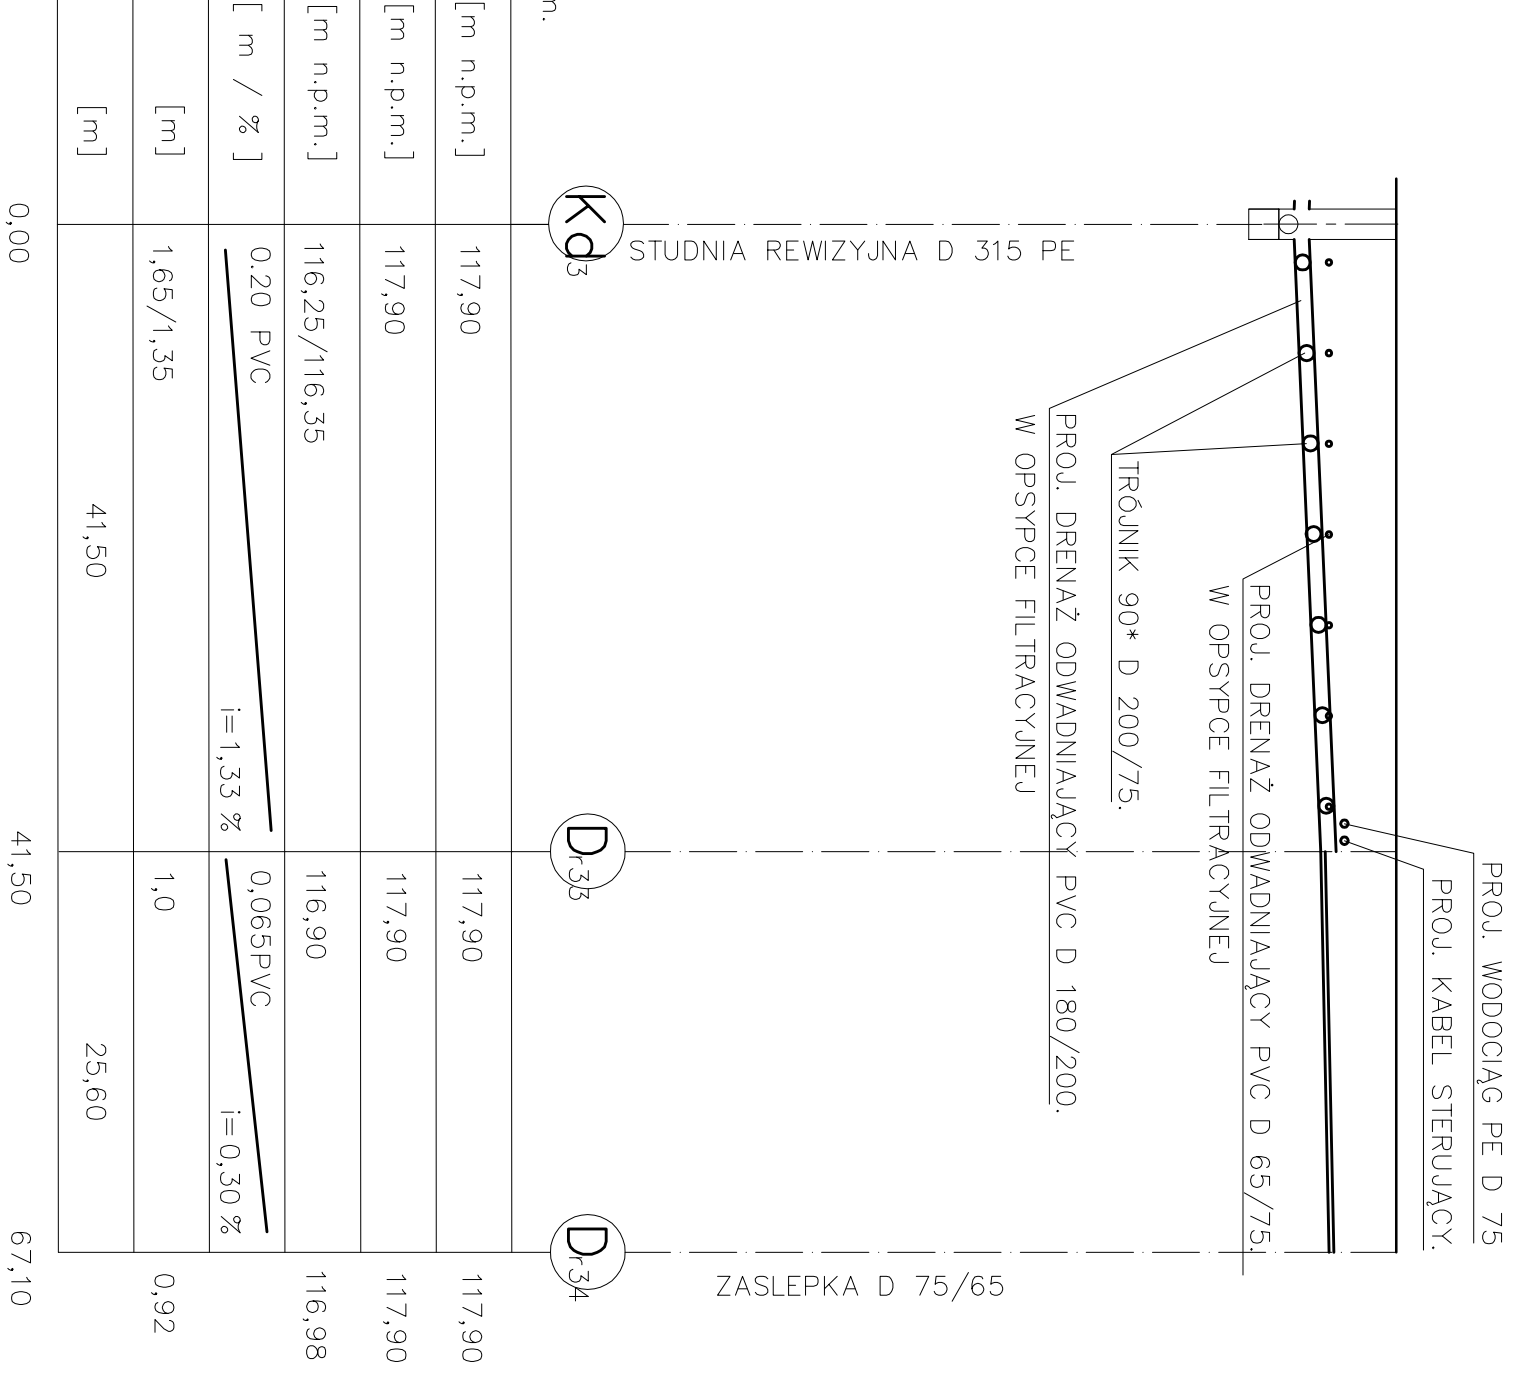 PROJ. WODOCIĄG PE D 75
PROJ. KABEL STERUJĄCY.
PROJ. DRENAŻ ODWADNIAJĄCY PVC D 65/75.
W OPSYPCE FILTRACYJNEJ
TRÓJNIK 90* D 200/75.
PROJ. DRENAŻ ODWADNIAJĄCY PVC D 180/200.
W OPSYPCE FILTRACYJNEJ
STUDNIA REWIZYJNA D 315 PE
ZASLEPKA D 75/65
m.
Kd3
Dr33
Dr34
[m n.p.m.] 117,90 117,90 117,90
[m n.p.m.] 117,90 117,90 117,90
[m n.p.m.] 116,25/116,35 116,90 116,98
[ m / % ] 0.20 PVC i=1,33 % 0,065PVC i=0,30 %
[m] 1,65/1,35 1,0 0,92
[m] 41,50 25,60
0,00 41,50 67,10